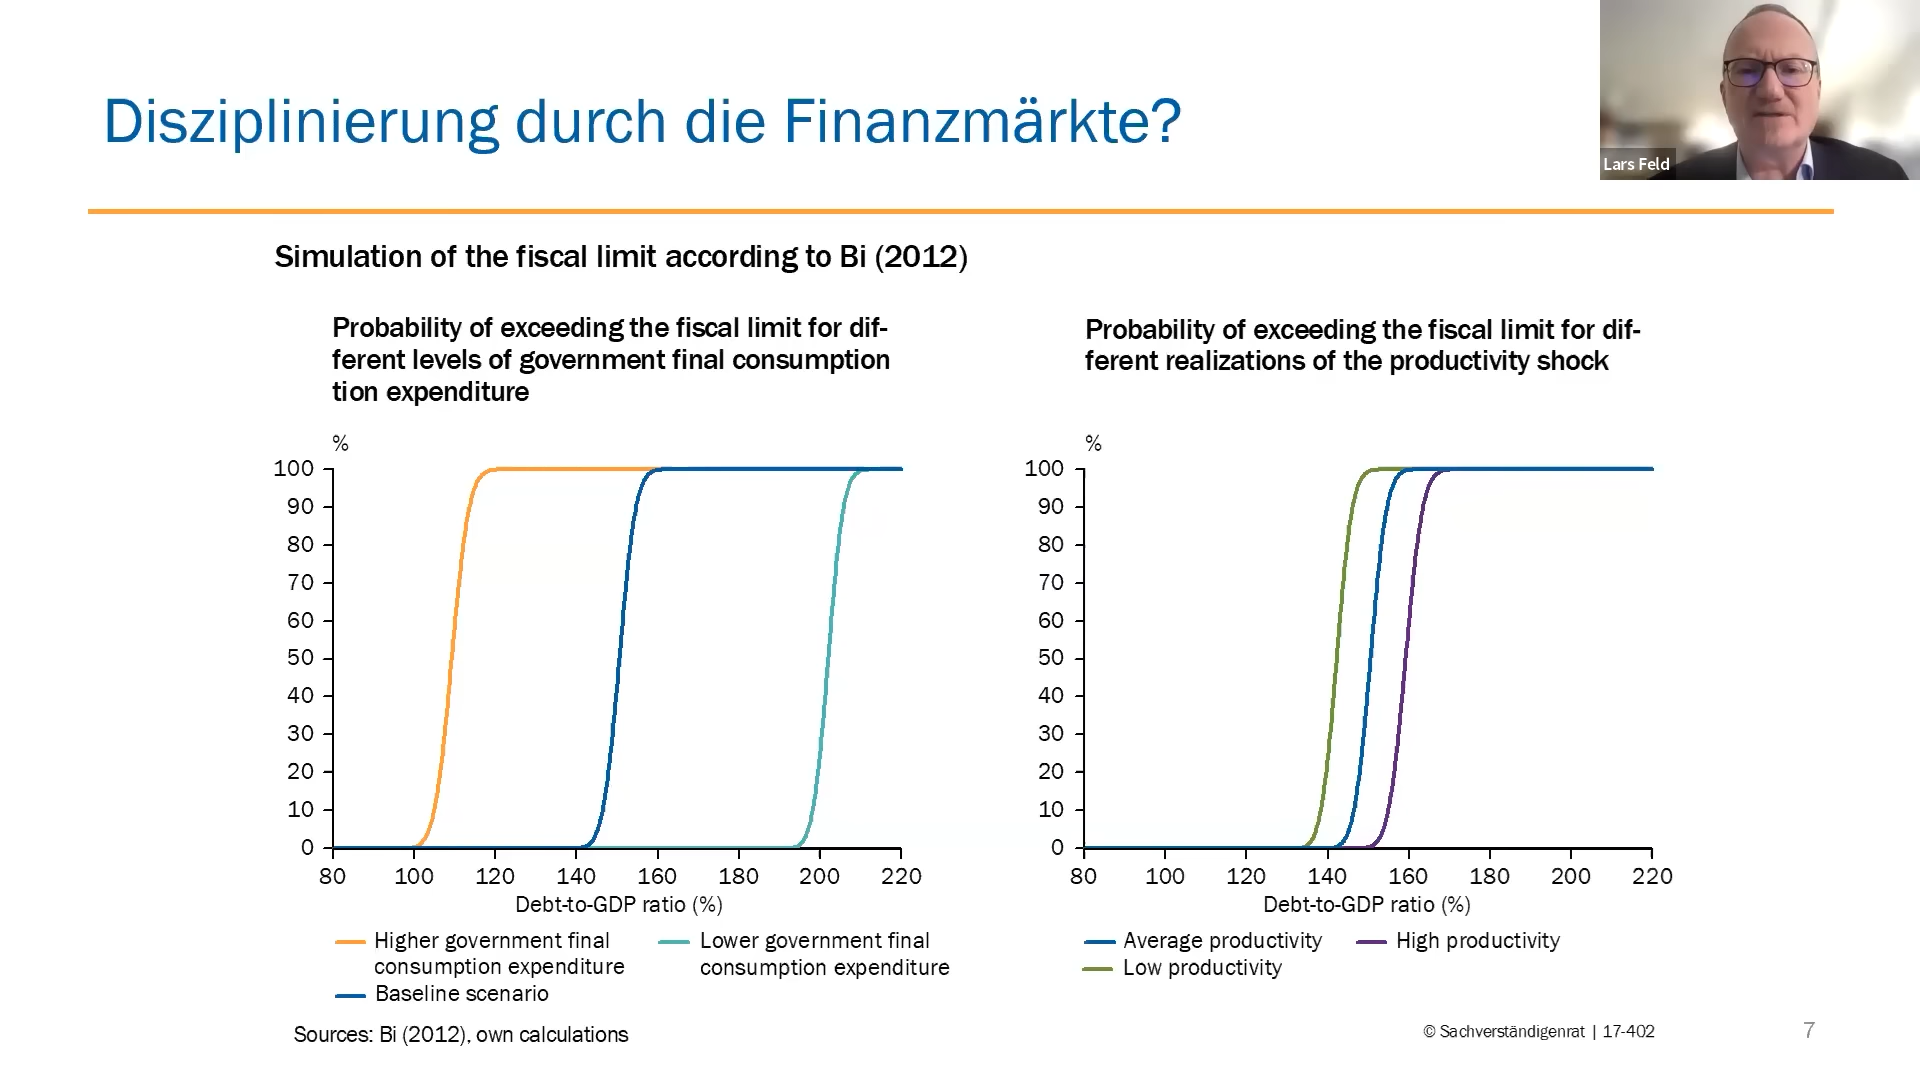 Disziplinierung durch die Finanzmärkte?
Lars Feld
Simulation of the fiscal limit according to Bi (2012)
Probability of exceeding the fiscal limit for dif-
ferent levels of government final consumption
tion expenditure
%
100
90
80
70
60
50
40
30
20
10
0
80 100 120 140 160 180 200 220
Debt-to-GDP ratio (%)
Higher government final
consumption expenditure
Lower government final
consumption expenditure
Baseline scenario
Probability of exceeding the fiscal limit for dif-
ferent realizations of the productivity shock
%
100
90
80
70
60
50
40
30
20
10
0
80 100 120 140 160 180 200 220
Debt-to-GDP ratio (%)
Average productivity
High productivity
Low productivity
Sources: Bi (2012), own calculations
© Sachverständigenrat | 17-402
7